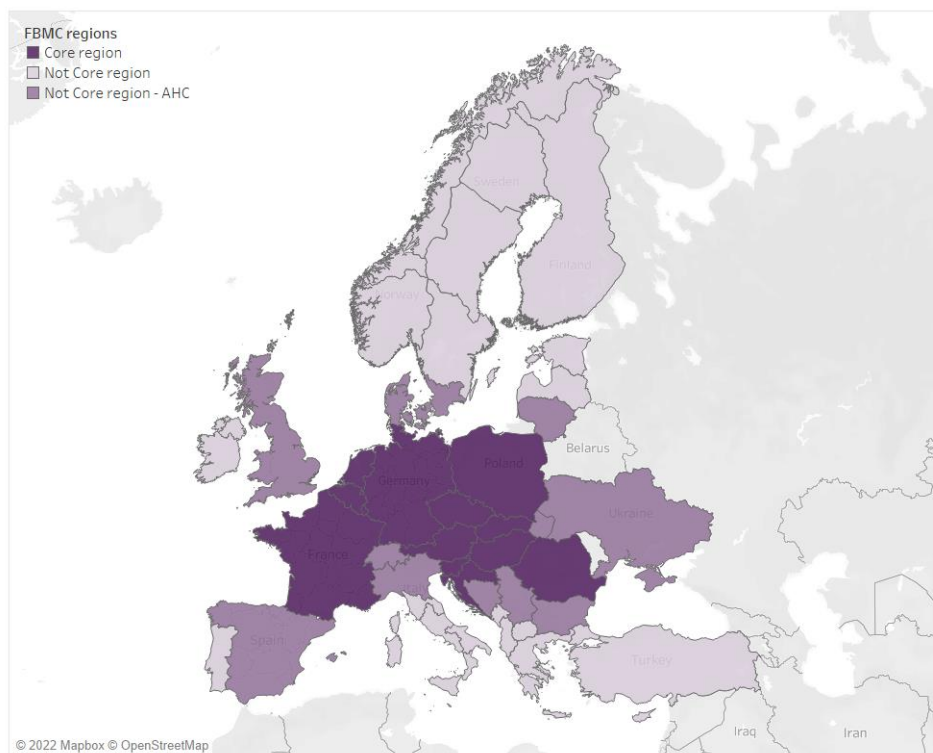 FBMC regions
Core region
Not Core region
Not Core region - AHC
Sweden
Finland
Norway
Belarus
Poland
Germany
Ukraine
France
Italy
Spain
Turkey
Iraq
Iran
© 2022 Mapbox © OpenStreetMap